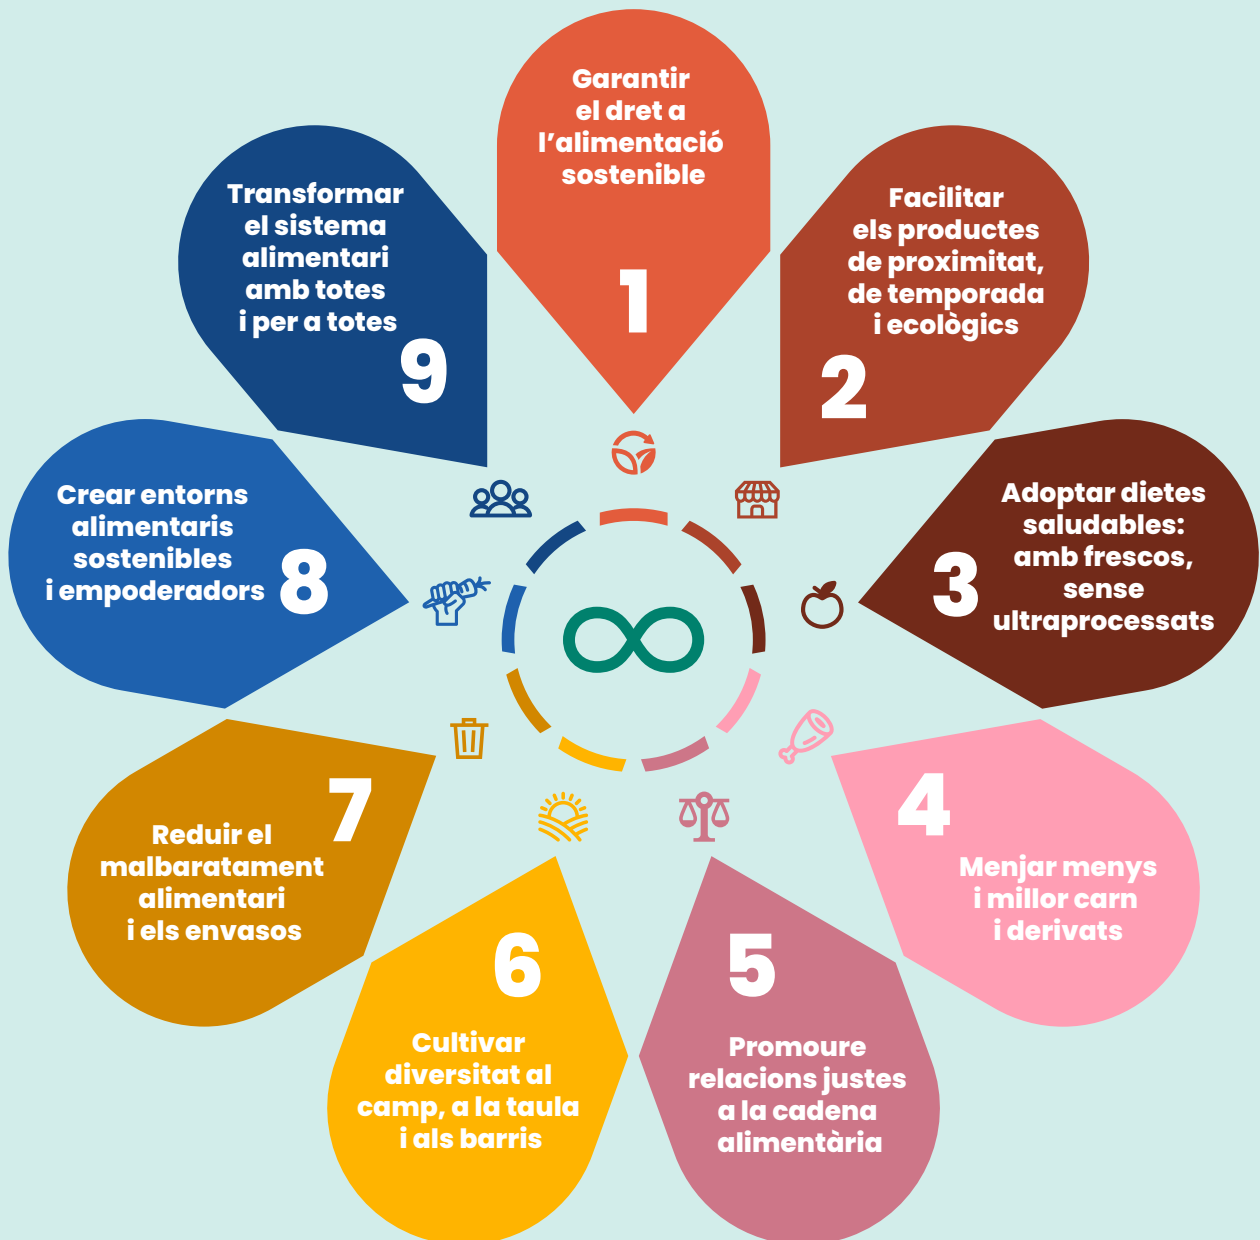 Garantir
el dret a
l’alimentació
sostenible
1
Facilitar
els productes
de proximitat,
de temporada
i ecològics
2
Adoptar dietes
saludables:
amb frescos,
sense
ultraprocessats
3
4
Menjar menys
i millor carn
i derivats
5
Promoure
relacions justes
a la cadena
alimentària
6
Cultivar
diversitat al
camp, a la taula
i als barris
7
Reduir el
malbaratament
alimentari
i els envasos
Crear entorns
alimentaris
sostenibles
i empoderadors
8
Transformar
el sistema
alimentari
amb totes
i per a totes
9